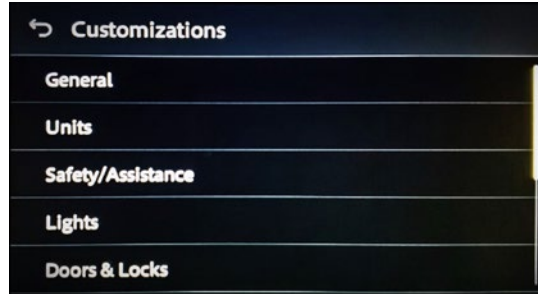 Customizations
General
Units
Safety/Assistance
Lights
Doors & Locks